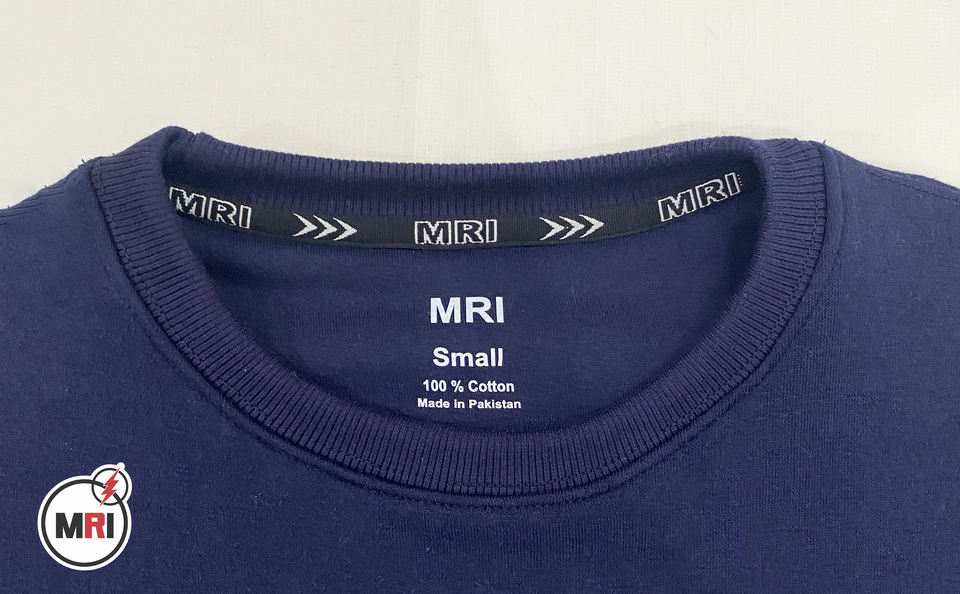 MRI >>> MRI >>> MRI
MRI
Small
100 % Cotton
Made in Pakistan
MRI